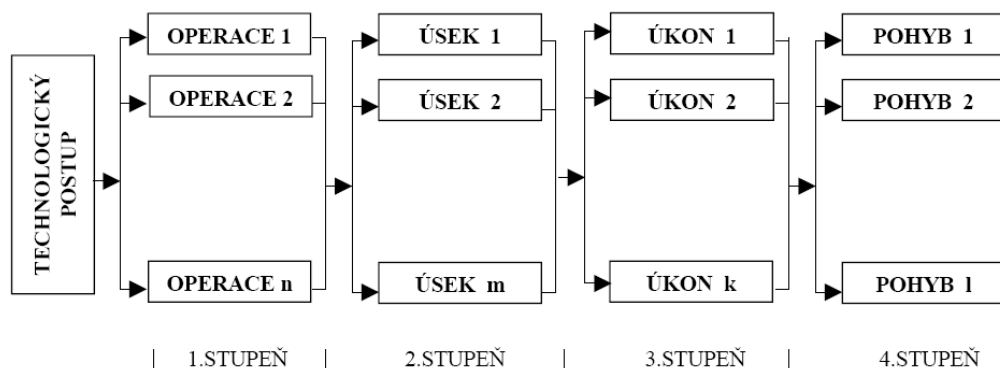 TECHNOLOGICKÝ
POSTUP
OPERACE 1
OPERACE 2
OPERACE n
ÚSEK 1
ÚSEK 2
ÚSEK m
ÚKON 1
ÚKON 2
ÚKON k
POHYB 1
POHYB 2
POHYB l
1.STUPEŇ
2.STUPEŇ
3.STUPEŇ
4.STUPEŇ